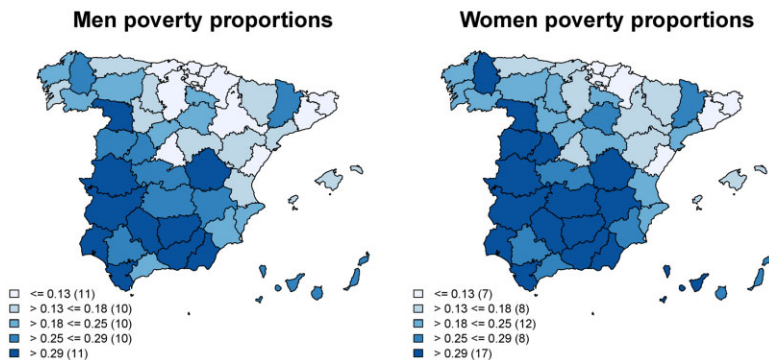 Men poverty proportions
<= 0.13 (11)
> 0.13 <= 0.18 (10)
> 0.18 <= 0.25 (10)
> 0.25 <= 0.29 (10)
> 0.29 (11)
Women poverty proportions
<= 0.13 (7)
> 0.13 <= 0.18 (8)
> 0.18 <= 0.25 (12)
> 0.25 <= 0.29 (8)
> 0.29 (17)